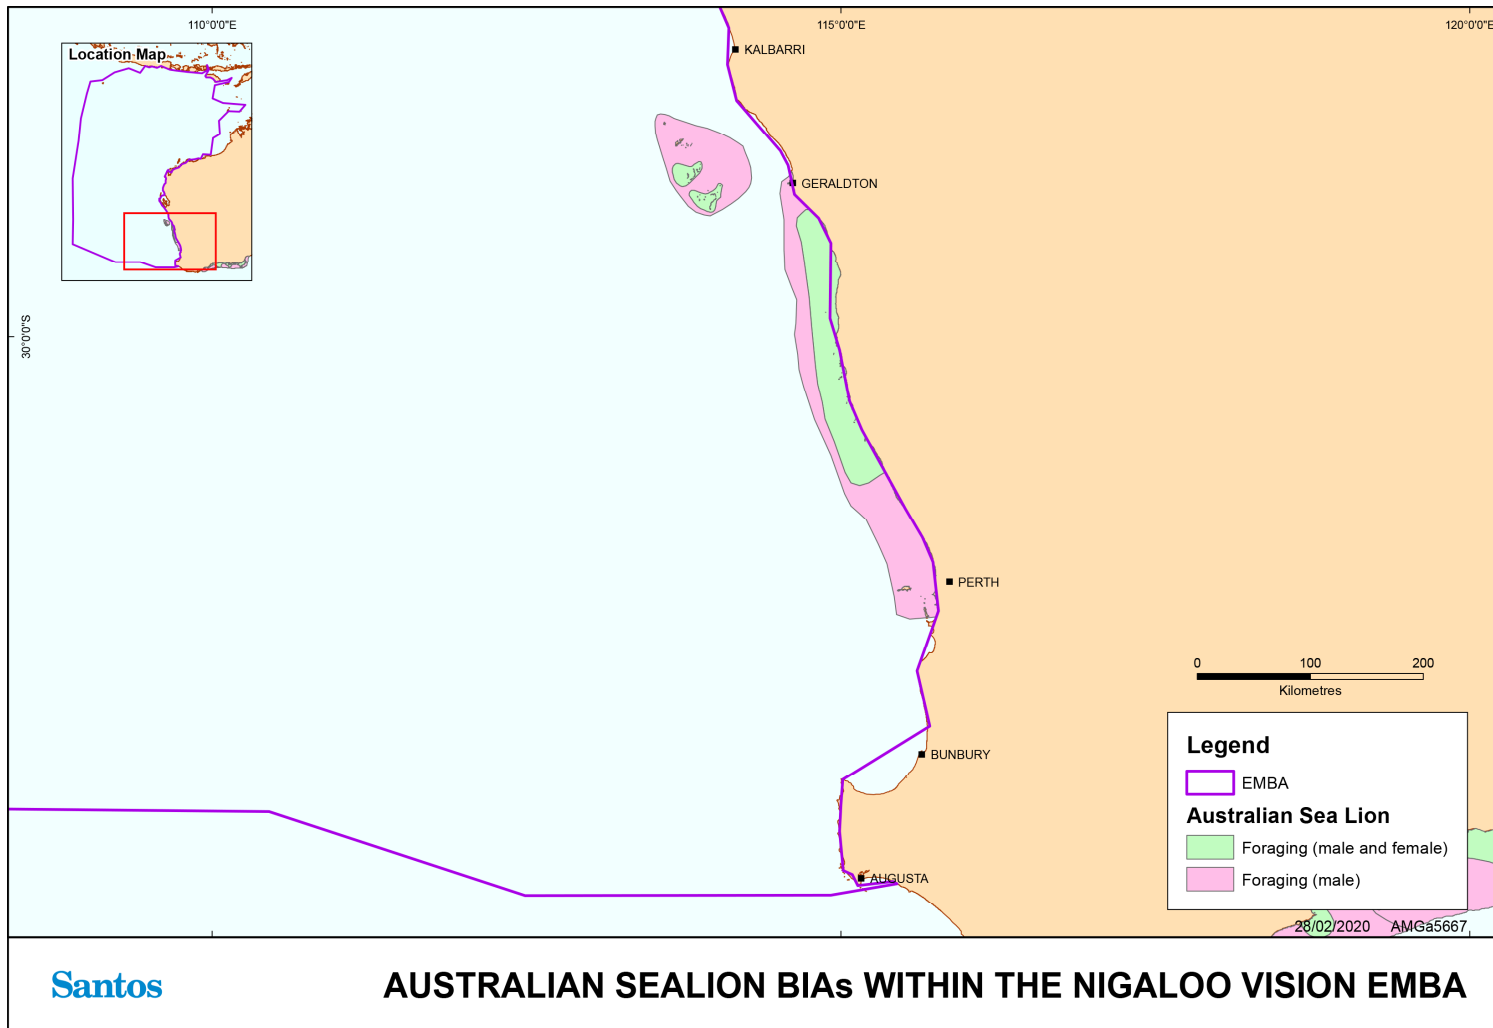 110°0'0"E
115°0'0"E
120°0'0"E
Location Map
KALBARRI
GERALDTON
30°0'0"S
PERTH
0 100 200
Kilometres
BUNBURY
AUGUSTA
Legend
EMBA
Australian Sea Lion
Foraging (male and female)
Foraging (male)
28/02/2020 AMGa5667
Santos
AUSTRALIAN SEALION BIAs WITHIN THE NIGALOO VISION EMBA